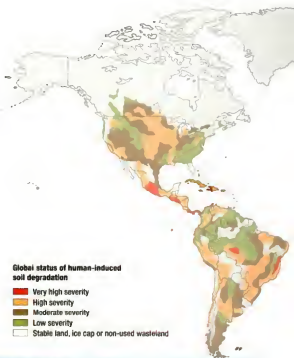 Global status of human-induced
soil degradation
Very high severity
High severity
Moderate severity
Low severity
Stable land, ice cap or non-used wasteland